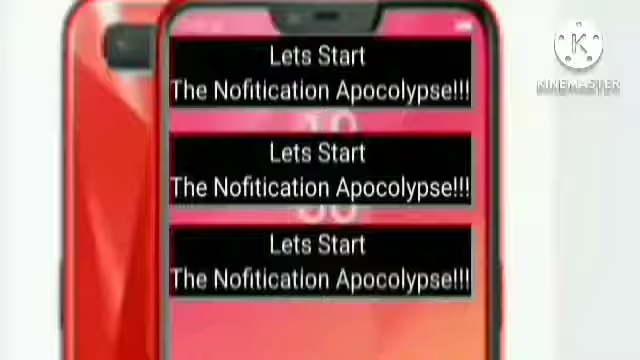 Lets Start
The Nofitication Apocolypse!!!
KINEMASTER
Lets Start
The Nofitication Apocolypse!!!
Lets Start
The Nofitication Apocolypse!!!